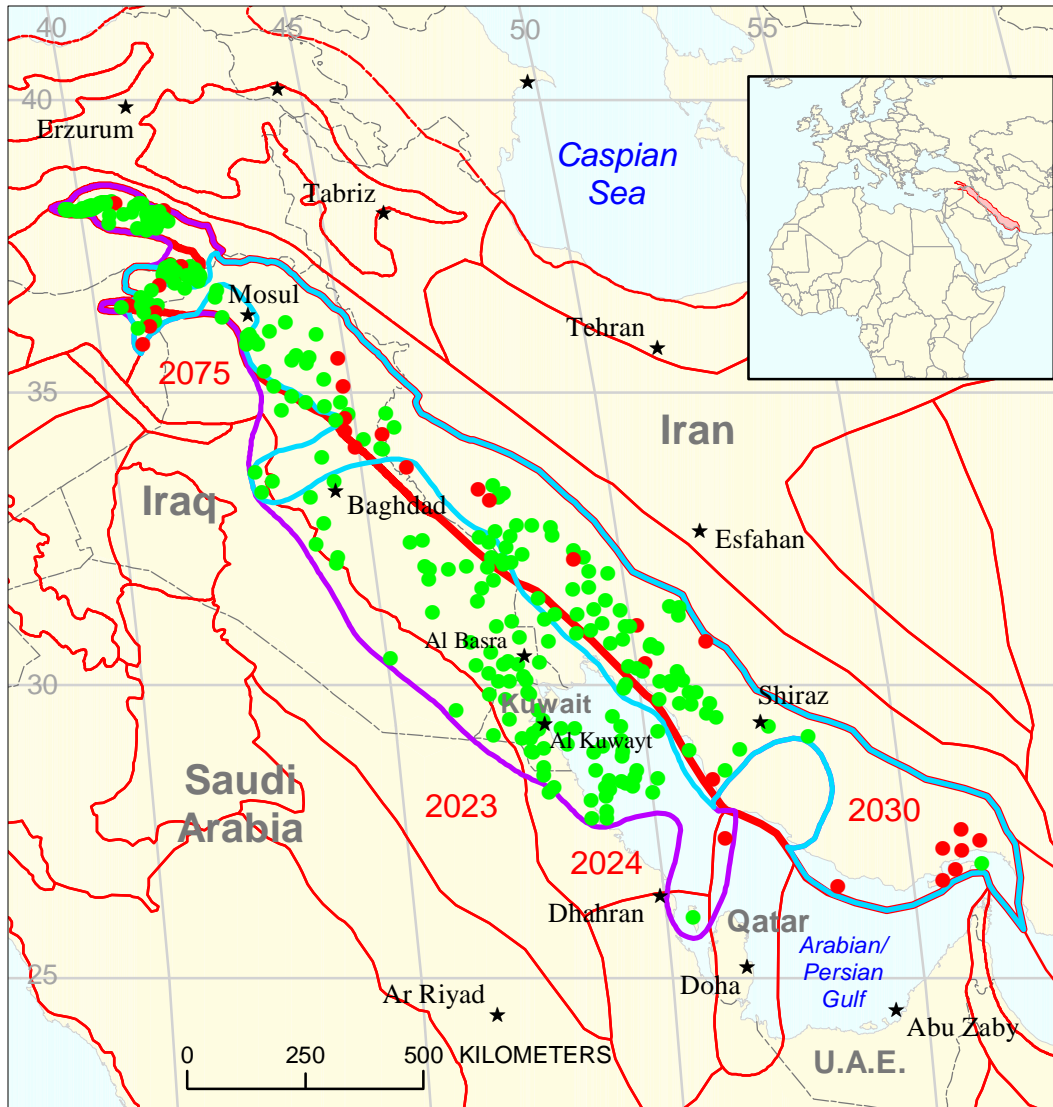 40
45
50
55
40
Erzurum
Caspian
Sea
Tabriz
Mosul
Tehran
2075
35
Iran
Iraq
Baghdad
Esfahan
Al Basra
30
Kuwait
Shiraz
Al Kuwayt
Saudi
Arabia
2023
2030
2024
Dhahran
Qatar
Arabian/
Persian
Gulf
25
Doha
Ar Riyad
Abu Zaby
0
250
500 KILOMETERS
U.A.E.